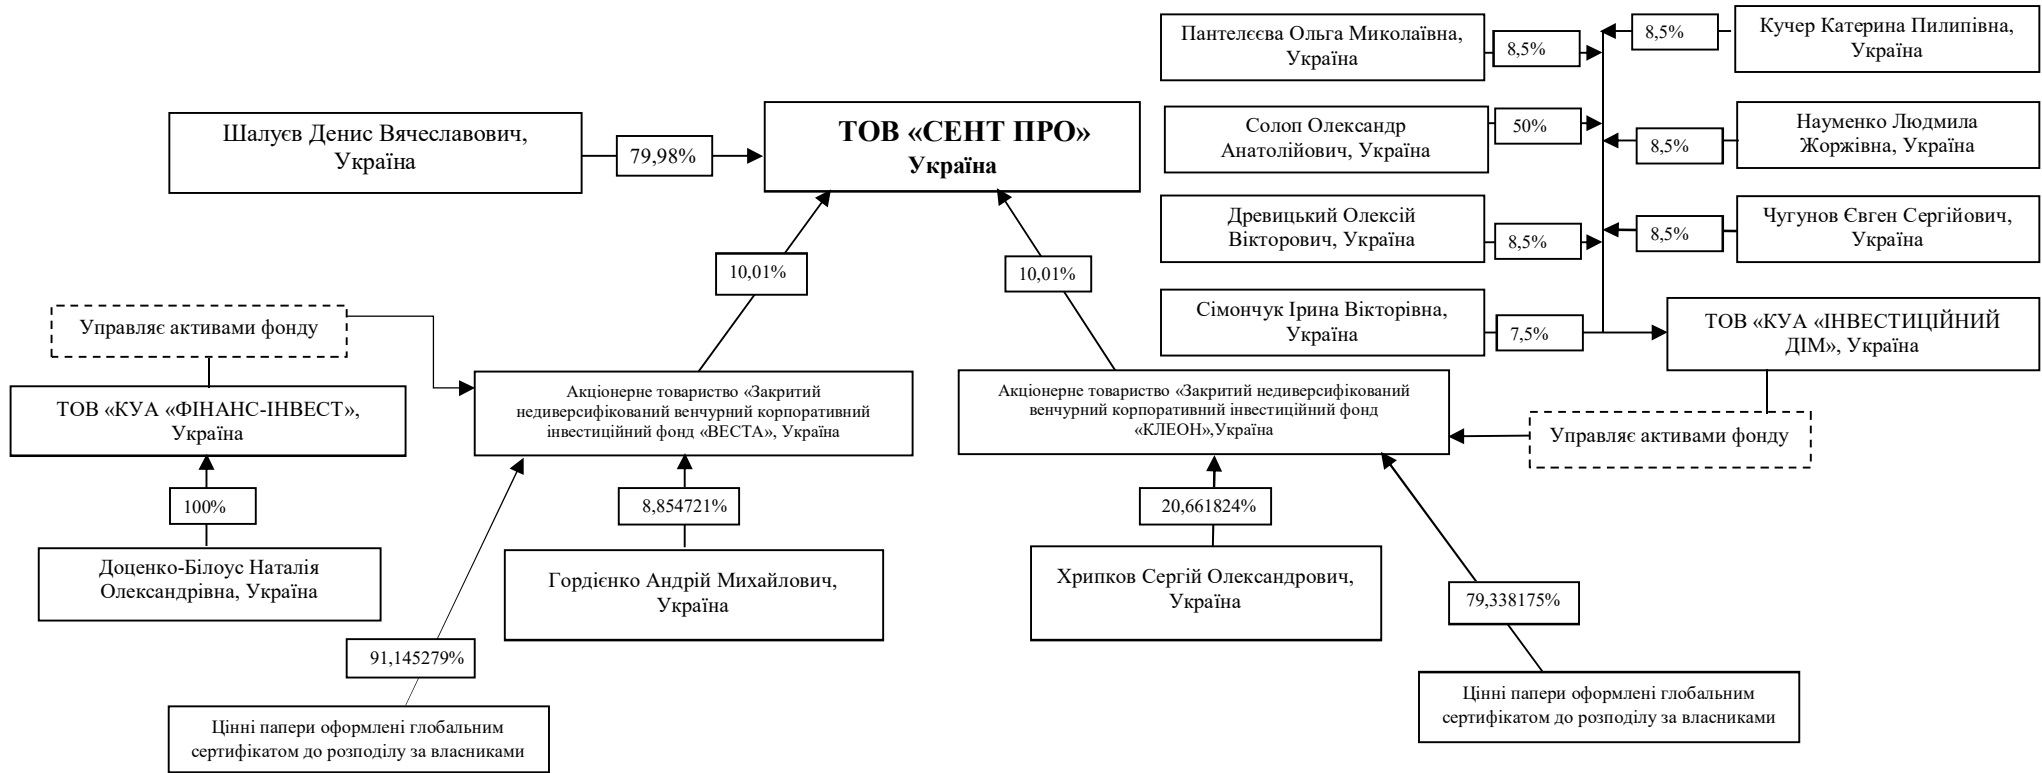 Пантелєєва Ольга Миколаївна,
Україна
8,5%
8,5%
Кучер Катерина Пилипівна,
Україна
Шалуєв Денис Вячеславович,
Україна
79,98%
ТОВ «СЕНТ ПРО»
Україна
Солоп Олександр
Анатолійович, Україна
50%
8,5%
Науменко Людмила
Жоржівна, Україна
Древицький Олексій
Вікторович, Україна
8,5%
8,5%
Чугунов Євген Сергійович,
Україна
10,01%
10,01%
Сімончук Ірина Вікторівна,
Україна
7,5%
ТОВ «КУА «ІНВЕСТИЦІЙНИЙ
ДІМ», Україна
Управляє активами фонду
ТОВ «КУА «ФІНАНС-ІНВЕСТ»,
Україна
Акціонерне товариство «Закритий
недиверсифікований венчурний корпоративний
інвестиційний фонд «ВЕСТА», Україна
Акціонерне товариство «Закритий недиверсифікований
венчурний корпоративний інвестиційний фонд
«КЛЕОН»,Україна
Управляє активами фонду
100%
8,854721%
20,661824%
Доценко-Білоус Наталія
Олександрівна, Україна
Гордієнко Андрій Михайлович,
Україна
Хрипков Сергій Олександрович,
Україна
79,338175%
91,145279%
Цінні папери оформлені глобальним
сертифікатом до розподілу за власниками
Цінні папери оформлені глобальним
сертифікатом до розподілу за власниками